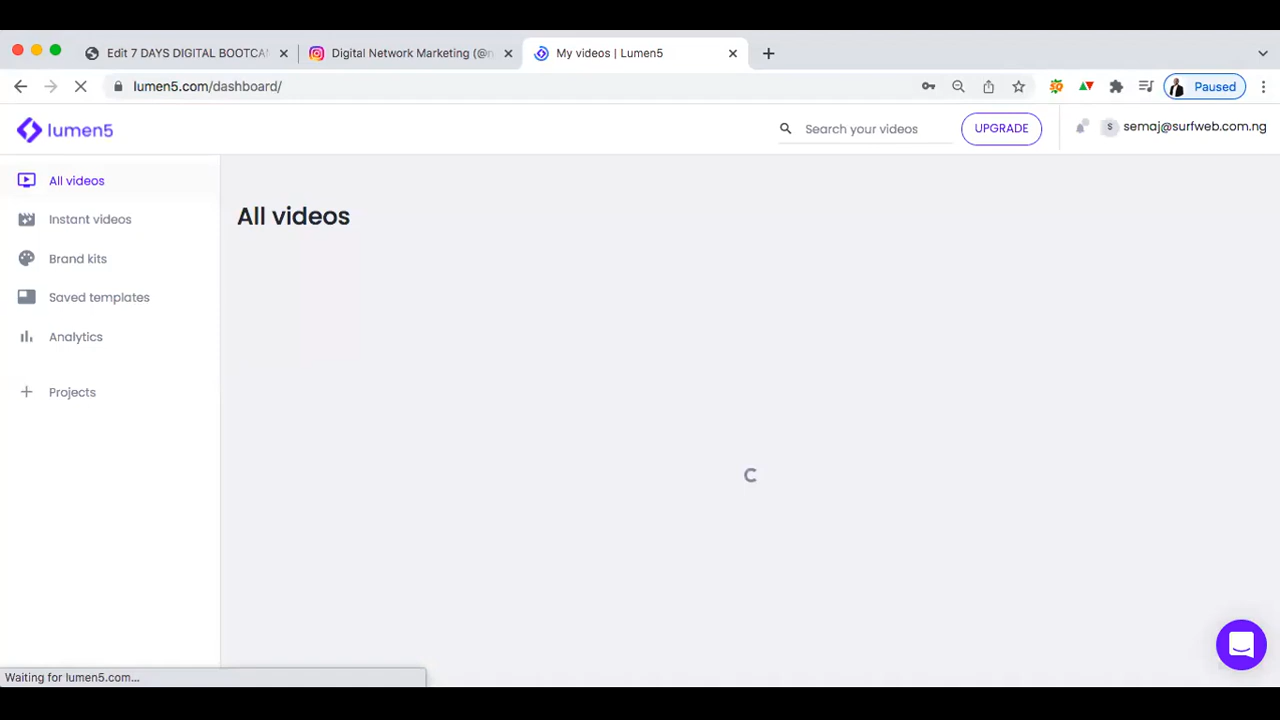 Edit 7 DAYS DIGITAL BOOTCA
Digital Network Marketing (@n
My videos | Lumen5
lumen5.com/dashboard/
Paused
lumen5
Search your videos
UPGRADE
S
semaj@surfweb.com.ng
All videos
Instant videos
Brand kits
Saved templates
Analytics
Projects
All videos
Waiting for lumen5.com...